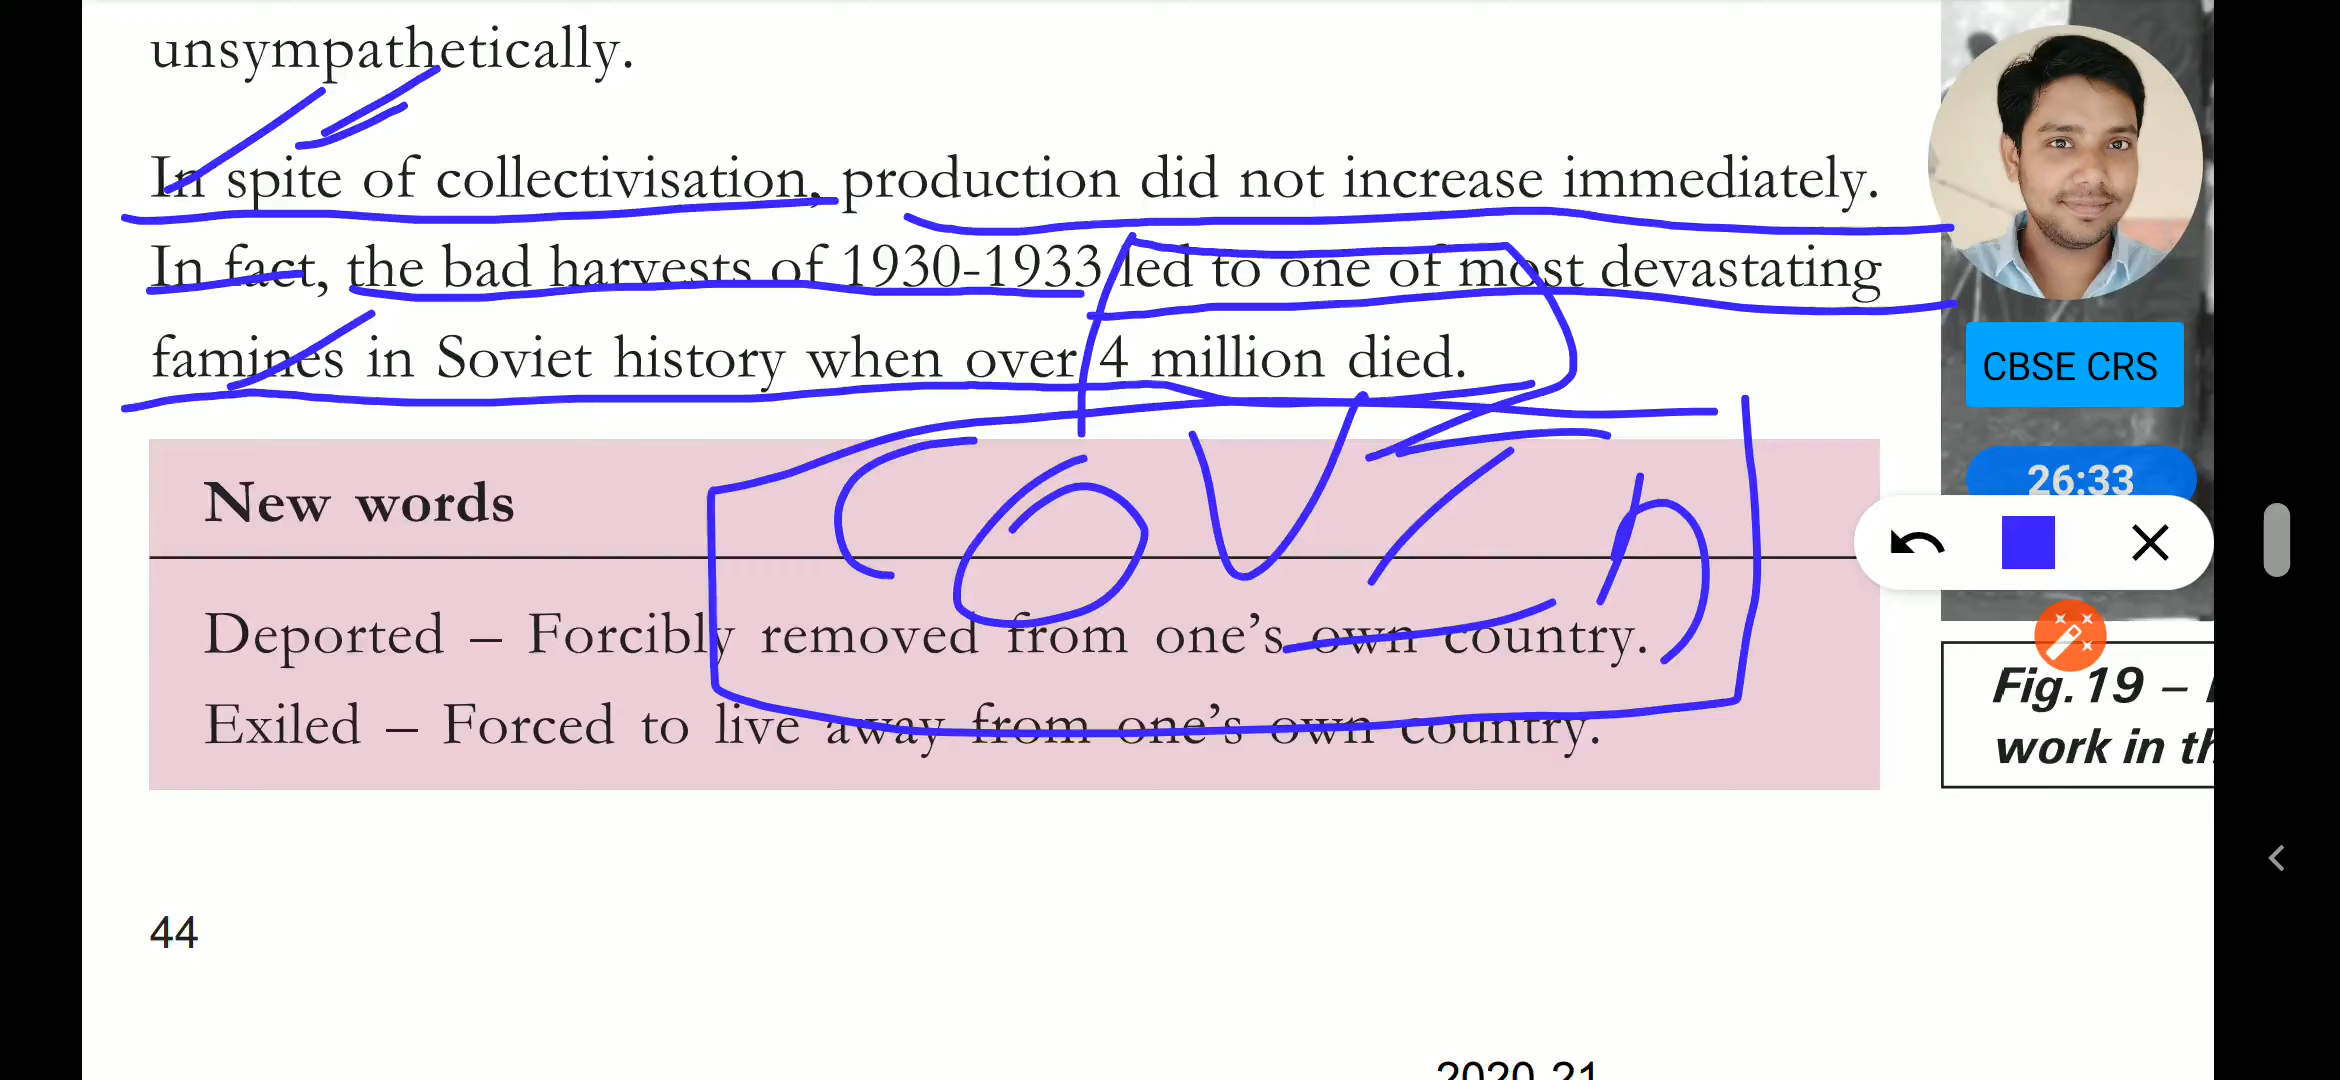 unsympathetically.
In spite of collectivisation, production did not increase immediately.
In fact, the bad harvests of 1930-1933 led to one of most devastating
famines in Soviet history when over 4 million died.
New words
COVID
Deported – Forcibly removed from one's own country.
Exiled – Forced to live away from one's own country.
44
2020-21
CBSE CRS
26:33
Fig.19 –
work in th